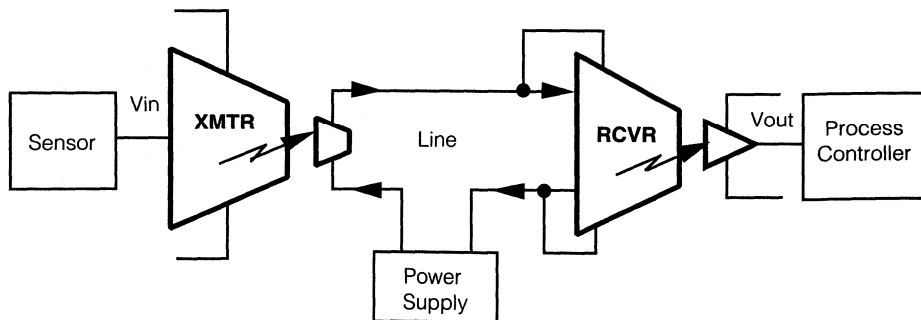 Sensor
Vin
XMTR
Line
RCVR
Vout
Process
Controller
Power
Supply